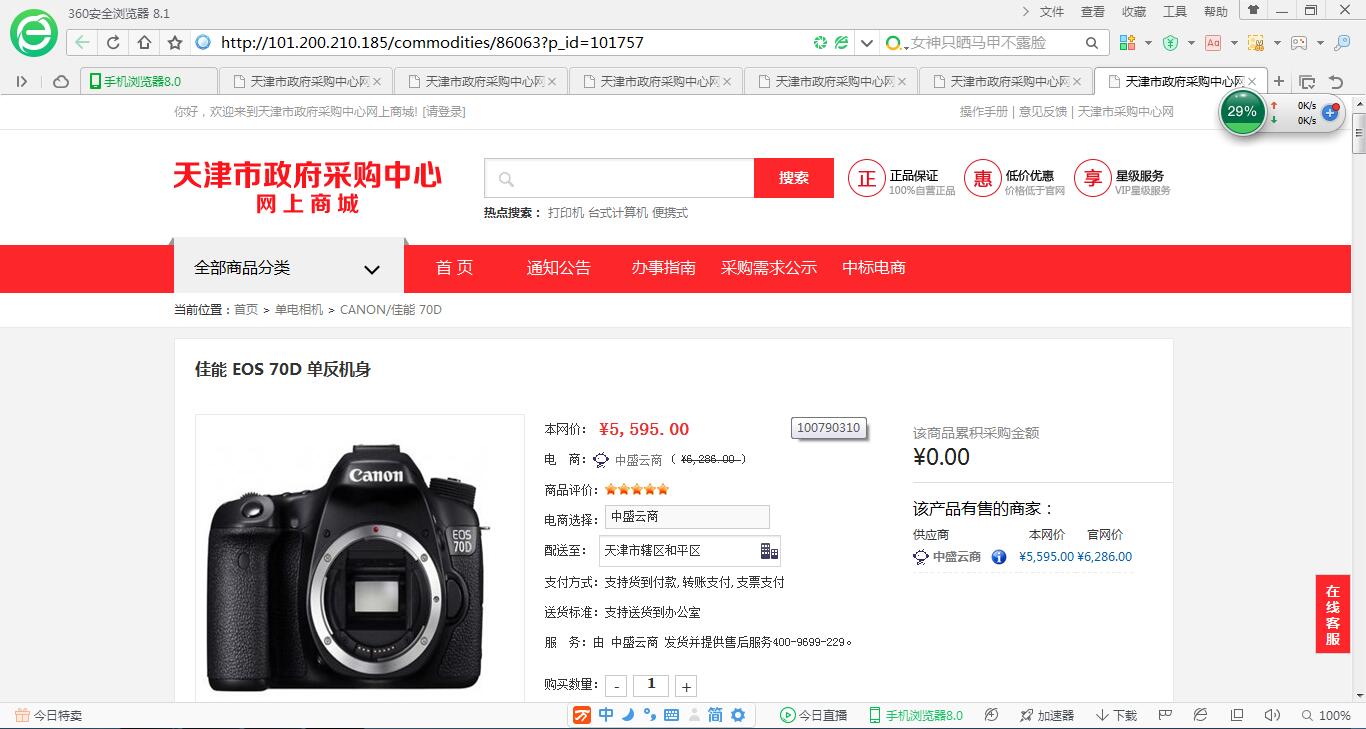 360安全浏览器 8.1
文件 查看 收藏 工具 帮助
http://101.200.210.185/commodities/86063?p_id=101757
女神只晒马甲不露脸
手机浏览器8.0 天津市政府采购中心网 天津市政府采购中心网 天津市政府采购中心网 天津市政府采购中心网 天津市政府采购中心网 天津市政府采购中心网
你好，欢迎来到天津市政府采购中心网上商城! [请登录]
操作手册 | 意见反馈 | 天津市采购中心网
29%
0K/s
0K/s
天津市政府采购中心
网上商城
搜索
热点搜索： 打印机 台式计算机 便携式
正 正品保证
100%自营正品
惠 低价优惠
价格低于官网
享 星级服务
VIP星级服务
全部商品分类
首 页 通知公告 办事指南 采购需求公示 中标电商
当前位置：首页 > 单电相机 > CANON/佳能 70D
佳能 EOS 70D 单反机身
Canon
EOS
70D
本网价： ¥5,595.00
100790310
电 商： 中盛云商 ( ¥6,286.00 )
商品评价：
电商选择： 中盛云商
配送至： 天津市辖区和平区
支付方式：支持货到付款,转账支付,支票支付
送货标准：支持送货到办公室
服 务：由 中盛云商 发货并提供售后服务400-9699-229。
购买数量： - 1 +
该商品累积采购金额
¥0.00
该产品有售的商家：
供应商 本网价 官网价
中盛云商 ¥5,595.00 ¥6,286.00
在线客服
今日特卖
中 简
今日直播 手机浏览器8.0 加速器 下载 100%